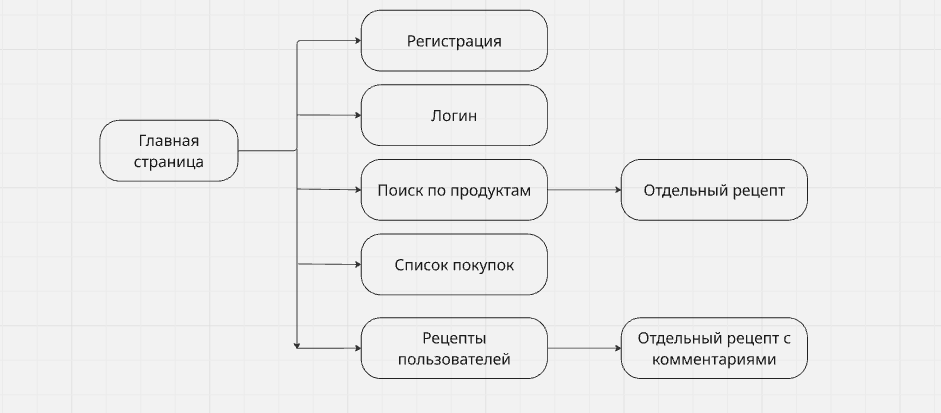 Регистрация
Логин
Главная
страница
Поиск по продуктам
Отдельный рецепт
Список покупок
Рецепты
пользователей
Отдельный рецепт с
комментариями